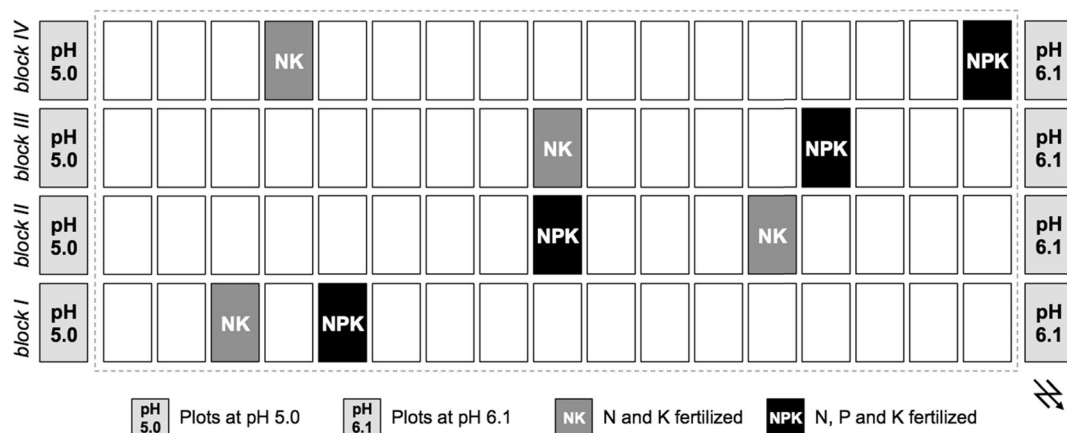 block IV
pH
5.0
NK
NPK
pH
6.1
block III
pH
5.0
NK
NPK
pH
6.1
block II
pH
5.0
NPK
NK
pH
6.1
block I
pH
5.0
NK
NPK
pH
6.1
pH
5.0
Plots at pH 5.0
pH
6.1
Plots at pH 6.1
NK
N and K fertilized
NPK
N, P and K fertilized